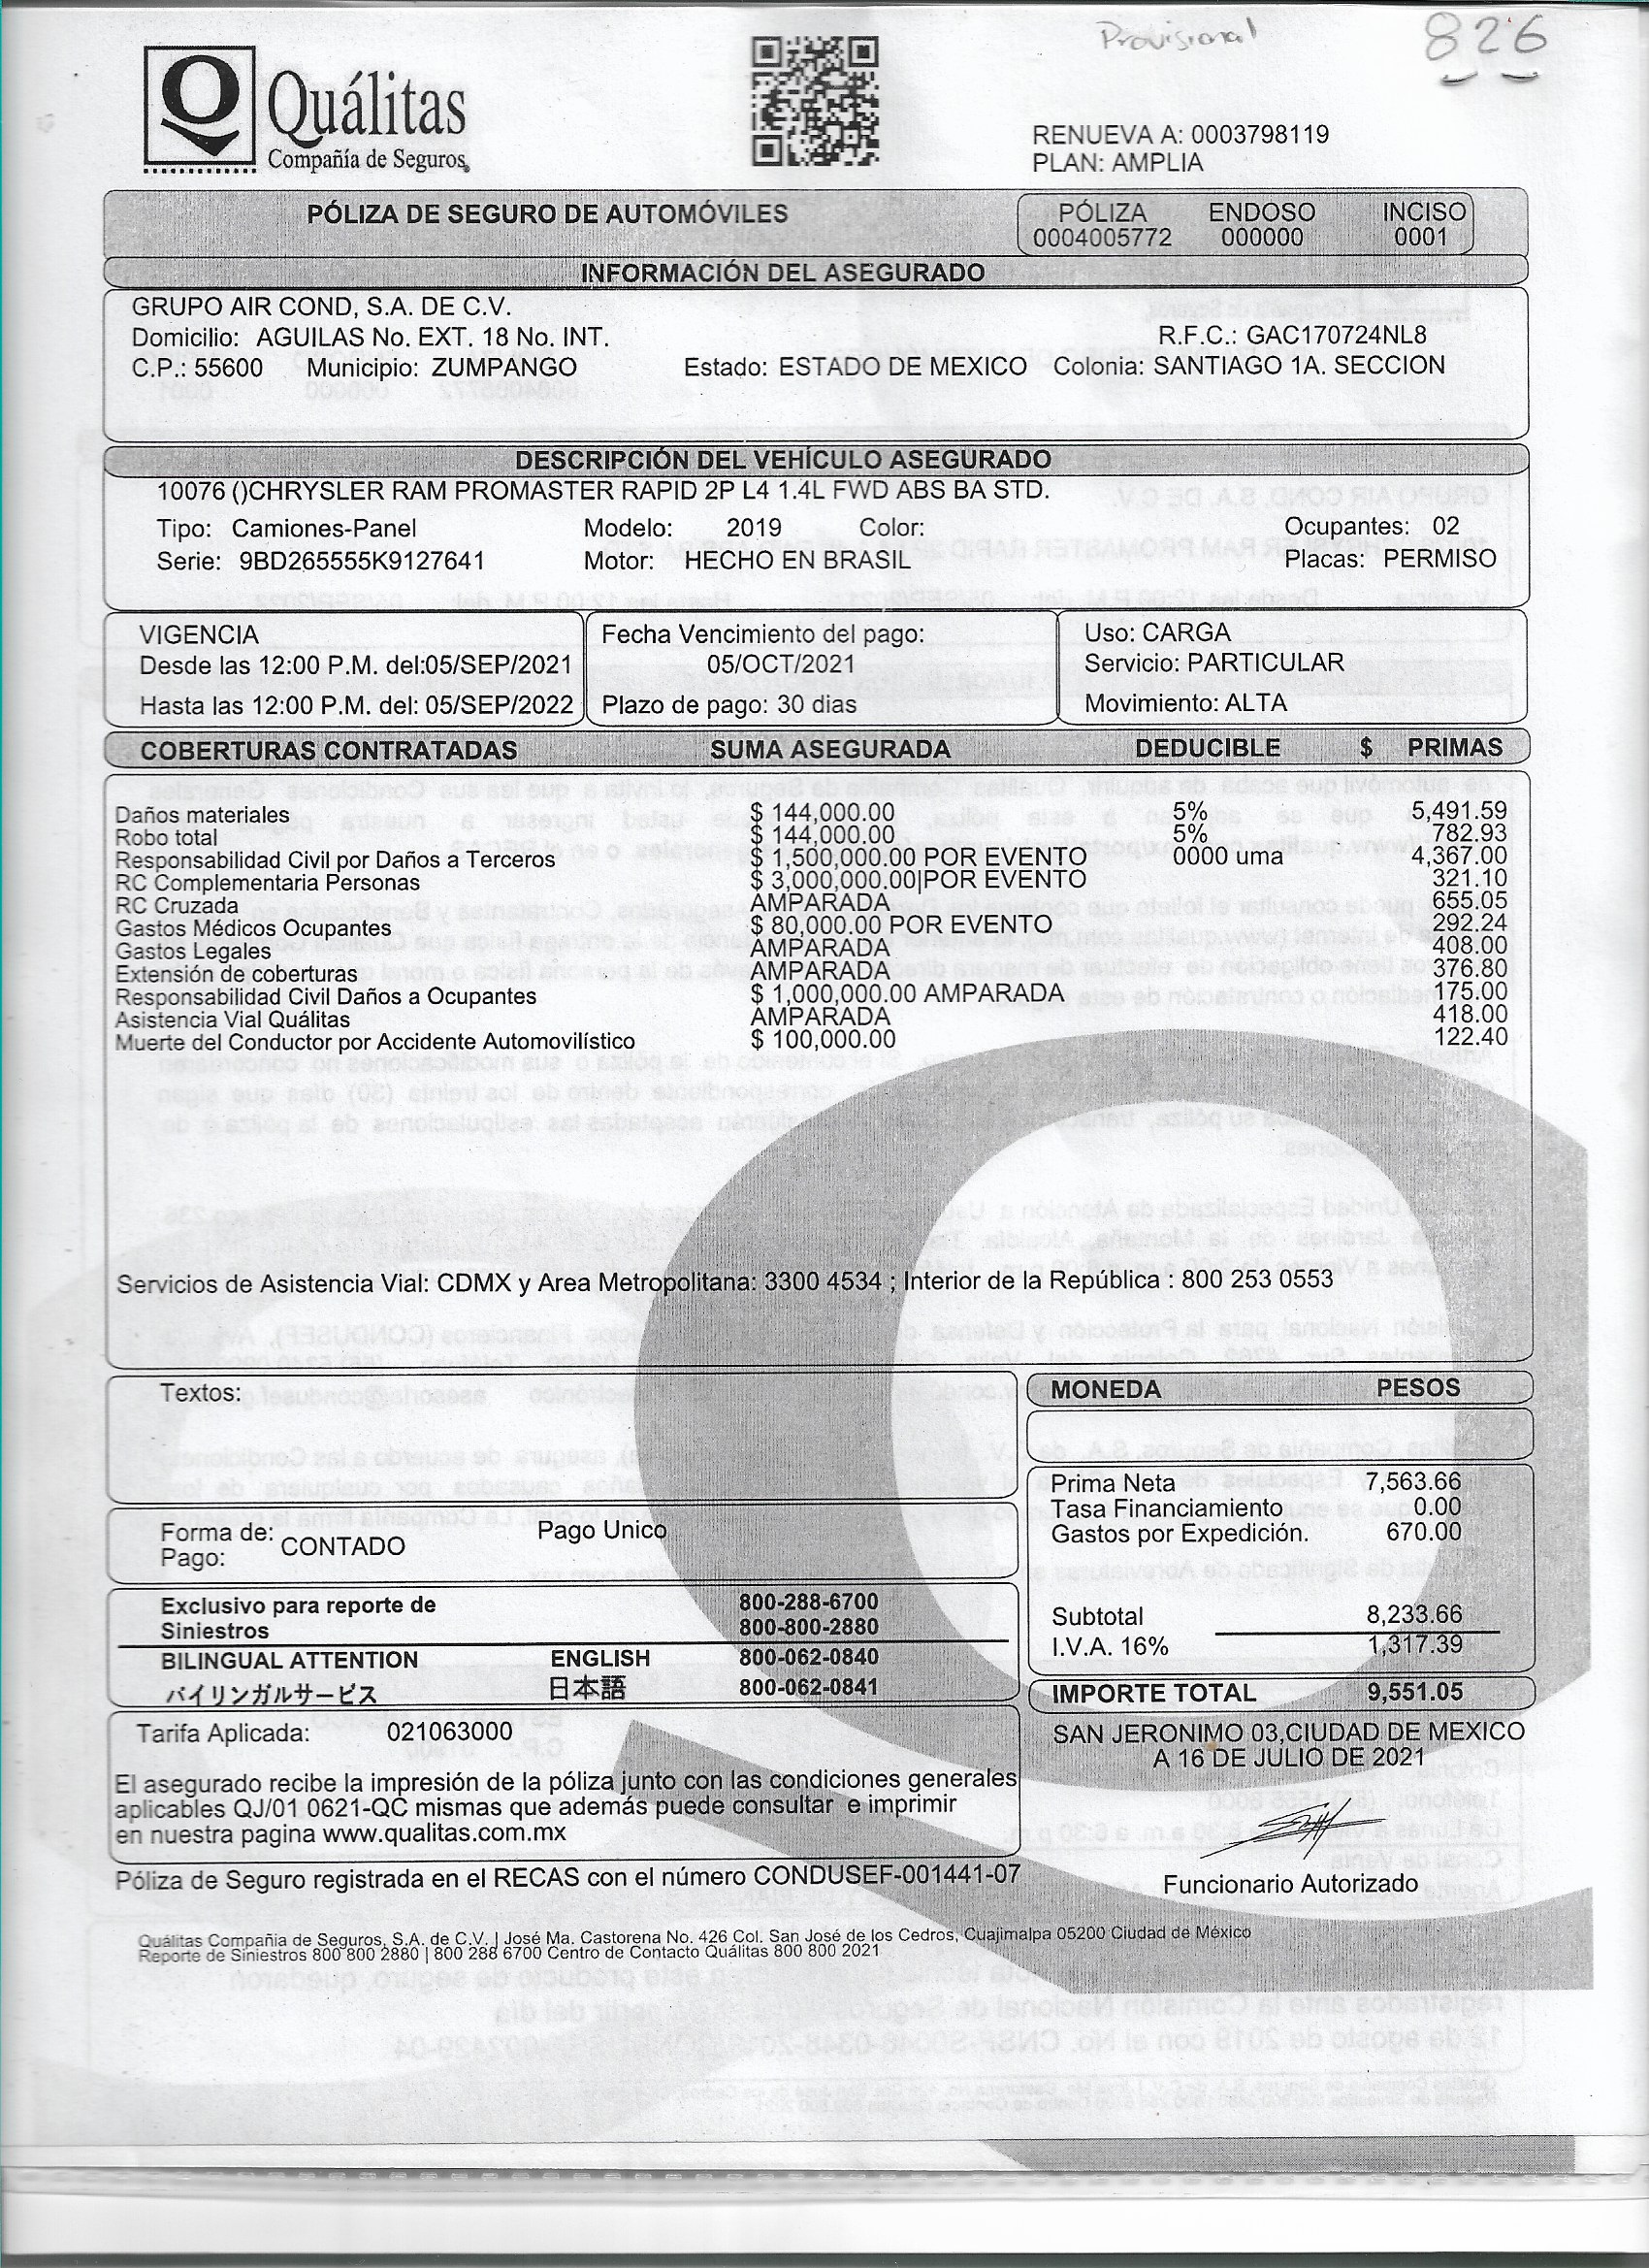 Provisional 826
Quálitas
Compañía de Seguros
RENUEVA A: 0003798119
PLAN: AMPLIA
PÓLIZA DE SEGURO DE AUTOMÓVILES
PÓLIZA ENDOSO INCISO
0004005772 000000 0001
INFORMACIÓN DEL ASEGURADO
GRUPO AIR COND, S.A. DE C.V.
Domicilio: AGUILAS No. EXT. 18 No. INT. R.F.C.: GAC170724NL8
C.P.: 55600 Municipio: ZUMPANGO Estado: ESTADO DE MEXICO Colonia: SANTIAGO 1A. SECCION
DESCRIPCIÓN DEL VEHÍCULO ASEGURADO
10076 ()CHRYSLER RAM PROMASTER RAPID 2P L4 1.4L FWD ABS BA STD.
Tipo: Camiones-Panel Modelo: 2019 Color: Ocupantes: 02
Serie: 9BD265555K9127641 Motor: HECHO EN BRASIL Placas: PERMISO
VIGENCIA
Desde las 12:00 P.M. del:05/SEP/2021
Hasta las 12:00 P.M. del: 05/SEP/2022
Fecha Vencimiento del pago:
05/OCT/2021
Plazo de pago: 30 dias
Uso: CARGA
Servicio: PARTICULAR
Movimiento: ALTA
COBERTURAS CONTRATADAS SUMA ASEGURADA DEDUCIBLE $ PRIMAS
Daños materiales $ 144,000.00 5% 5,491.59
Robo total $ 144,000.00 5% 782.93
Responsabilidad Civil por Daños a Terceros $ 1,500,000.00 POR EVENTO 0000 uma 4,367.00
RC Complementaria Personas $ 3,000,000.00|POR EVENTO 321.10
RC Cruzada AMPARADA 655.05
Gastos Médicos Ocupantes $ 80,000.00 POR EVENTO 292.24
Gastos Legales AMPARADA 408.00
Extensión de coberturas AMPARADA 376.80
Responsabilidad Civil Daños a Ocupantes $ 1,000,000.00 AMPARADA 175.00
Asistencia Vial Quálitas AMPARADA 418.00
Muerte del Conductor por Accidente Automovilístico $ 100,000.00 122.40
Servicios de Asistencia Vial: CDMX y Area Metropolitana: 3300 4534 ; Interior de la República : 800 253 0553
Textos:
Forma de: Pago: CONTADO Pago Unico
Exclusivo para reporte de 800-288-6700
Siniestros 800-800-2880
BILINGUAL ATTENTION ENGLISH 800-062-0840
バイリンガルサービス 日本語 800-062-0841
MONEDA PESOS
Prima Neta 7,563.66
Tasa Financiamiento 0.00
Gastos por Expedición. 670.00
Subtotal 8,233.66
I.V.A. 16% 1,317.39
IMPORTE TOTAL 9,551.05
Tarifa Aplicada: 021063000
El asegurado recibe la impresión de la póliza junto con las condiciones generales
aplicables QJ/01 0621-QC mismas que además puede consultar e imprimir
en nuestra pagina www.qualitas.com.mx
SAN JERONIMO 03,CIUDAD DE MEXICO
A 16 DE JULIO DE 2021
Funcionario Autorizado
Póliza de Seguro registrada en el RECAS con el número CONDUSEF-001441-07
Quálitas Compañia de Seguros, S.A. de C.V. | José Ma. Castorena No. 426 Col. San José de los Cedros, Cuajimalpa 05200 Ciudad de México
Reporte de Siniestros 800 800 2880 | 800 288 6700 Centro de Contacto Quálitas 800 800 2021